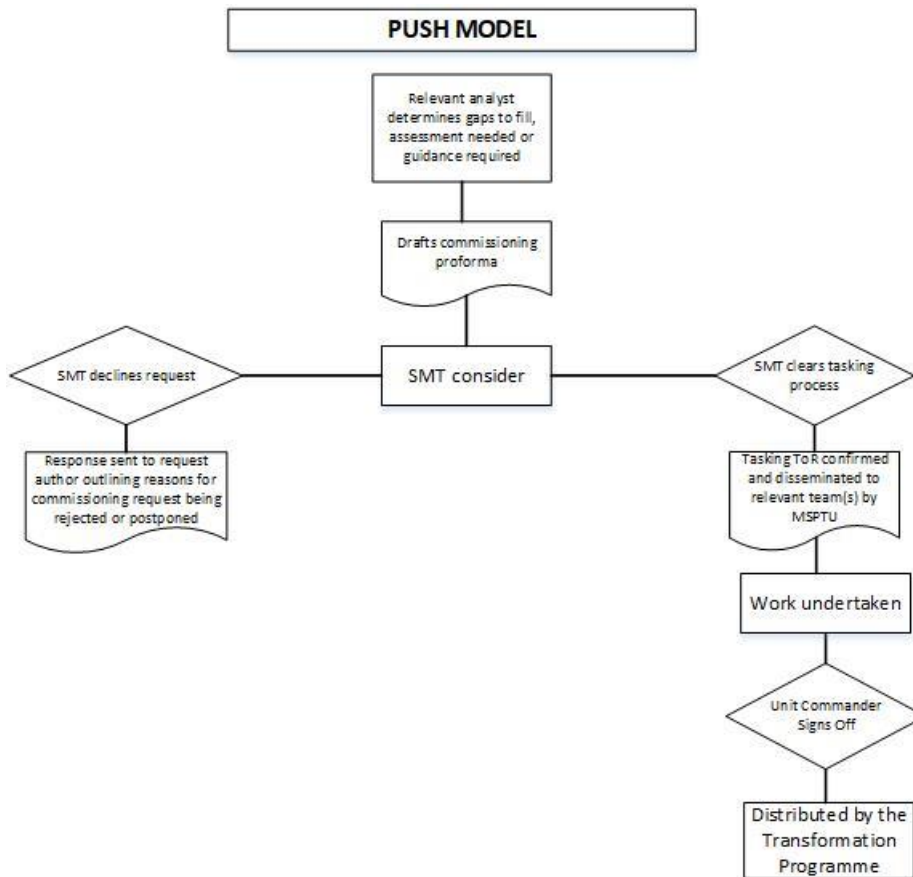 PUSH MODEL
Relevant analyst
determines gaps to fill,
assessment needed or
guidance required
Drafts commissioning
proforma
SMT declines request
SMT consider
SMT clears tasking
process
Response sent to request
author outlining reasons for
commissioning request being
rejected or postponed
Tasking ToR confirmed
and disseminated to
relevant team(s) by
MSPTU
Work undertaken
Unit Commander
Signs Off
Distributed by the
Transformation
Programme